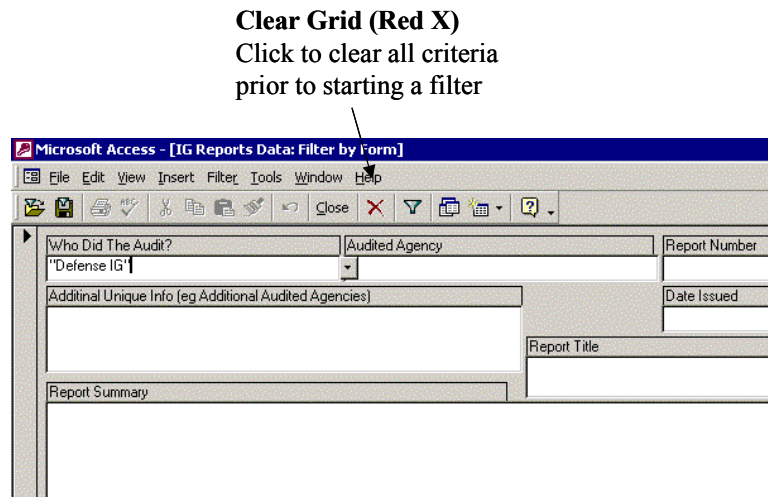 Clear Grid (Red X)
Click to clear all criteria
prior to starting a filter
Microsoft Access - [IG Reports Data: Filter by Form]
File Edit View Insert Filter Tools Window Help
Close
Who Did The Audit? Audited Agency Report Number
"Defense IG"
Additinal Unique Info (eg Additional Audited Agencies) Date Issued
Report Title
Report Summary